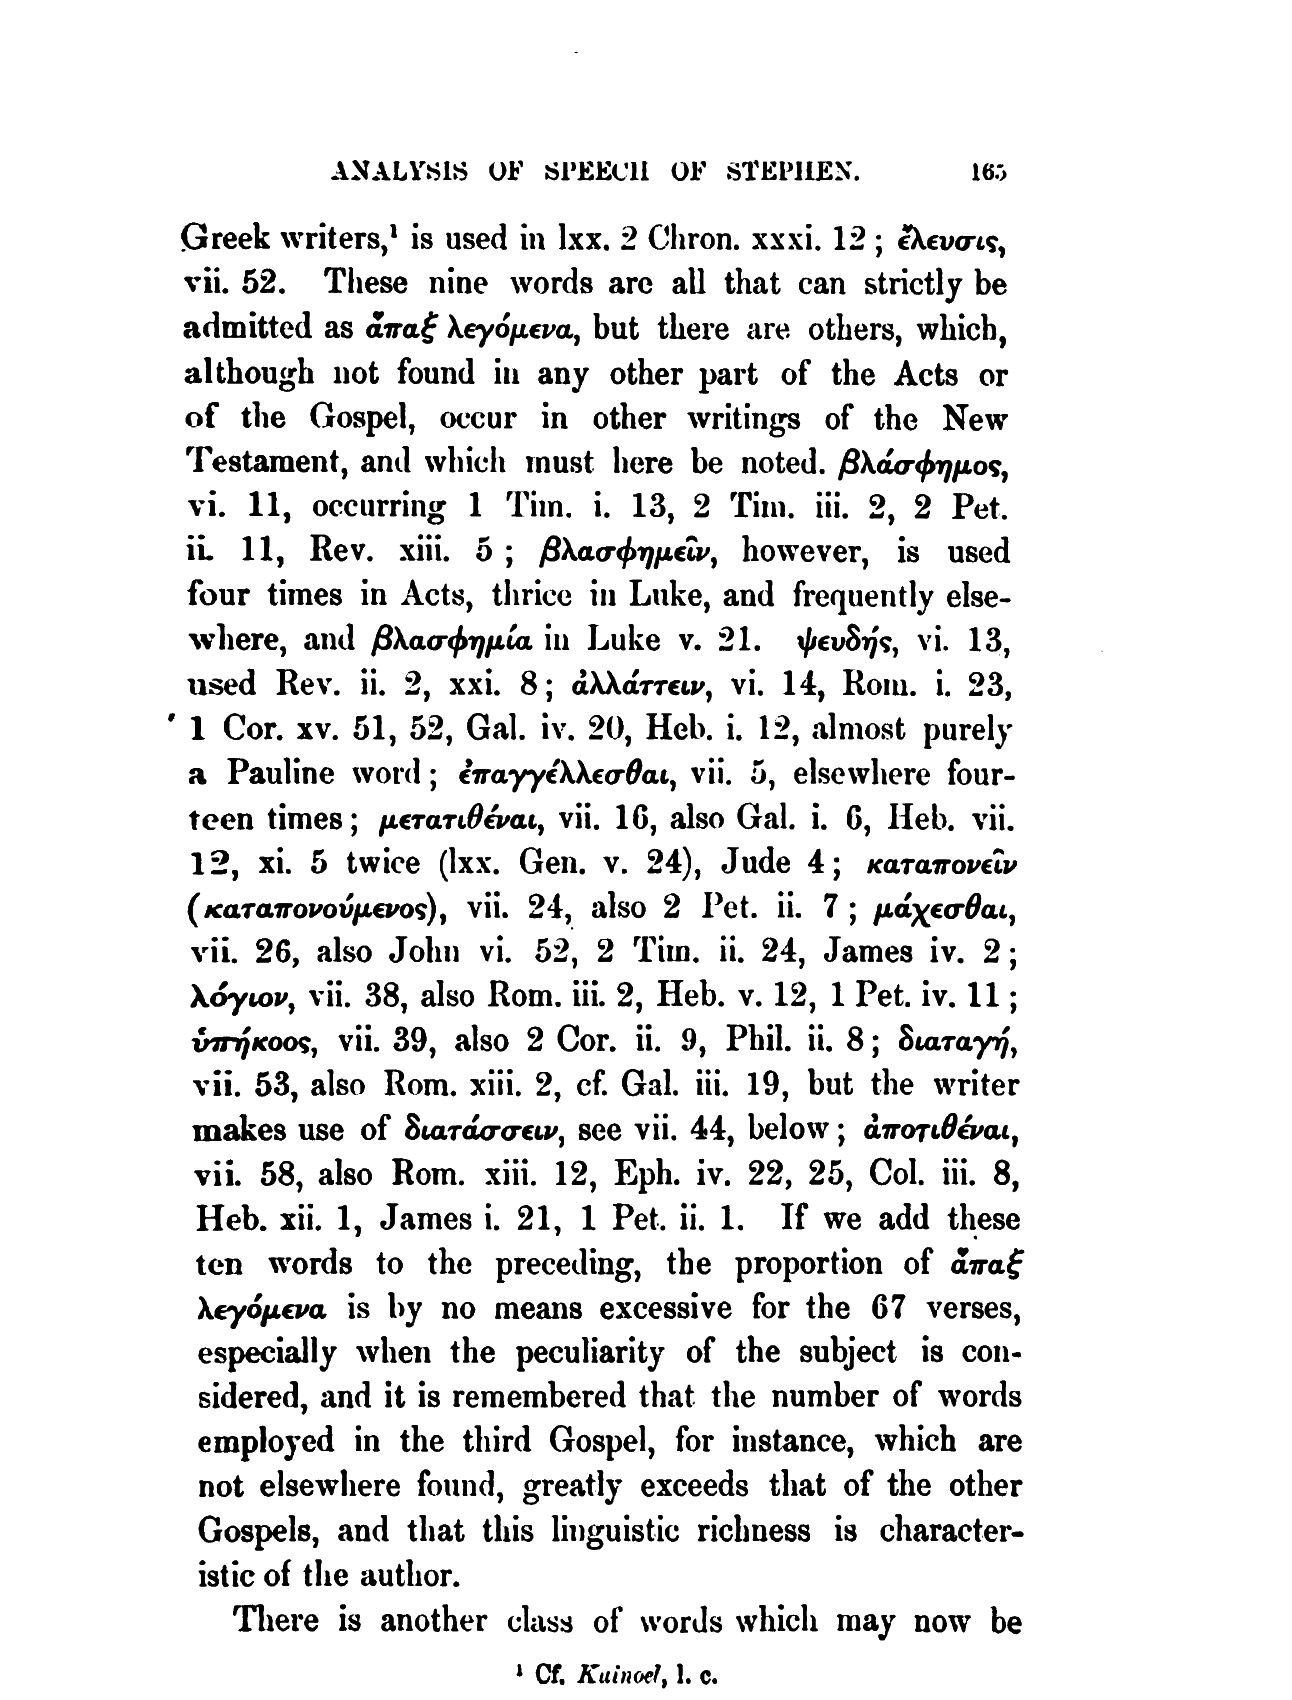 ANALYSIS OF SPEECH OF STEPHEN. 165
Greek writers,¹ is used in lxx. 2 Chron. xxxi. 12; ἔλευσις,
vii. 52. These nine words are all that can strictly be
admitted as ἅπαξ λεγόμενα, but there are others, which,
although not found in any other part of the Acts or
of the Gospel, occur in other writings of the New
Testament, and which must here be noted. βλάσφημος,
vi. 11, occurring 1 Tim. i. 13, 2 Tim. iii. 2, 2 Pet.
ii. 11, Rev. xiii. 5; βλασφημεῖν, however, is used
four times in Acts, thrice in Luke, and frequently else-
where, and βλασφημία in Luke v. 21. ψευδής, vi. 13,
used Rev. ii. 2, xxi. 8; ἀλλάττειν, vi. 14, Rom. i. 23,
1 Cor. xv. 51, 52, Gal. iv. 20, Heb. i. 12, almost purely
a Pauline word; ἐπαγγέλλεσθαι, vii. 5, elsewhere four-
teen times; μετατιθέναι, vii. 16, also Gal. i. 6, Heb. vii.
12, xi. 5 twice (lxx. Gen. v. 24), Jude 4; καταπονεῖν
(καταπονούμενος), vii. 24, also 2 Pet. ii. 7; μάχεσθαι,
vii. 26, also John vi. 52, 2 Tim. ii. 24, James iv. 2;
λόγιον, vii. 38, also Rom. iii. 2, Heb. v. 12, 1 Pet. iv. 11;
ὑπήκοος, vii. 39, also 2 Cor. ii. 9, Phil. ii. 8; διαταγή,
vii. 53, also Rom. xiii. 2, cf. Gal. iii. 19, but the writer
makes use of διατάσσειν, see vii. 44, below; ἀποτιθέναι,
vii. 58, also Rom. xiii. 12, Eph. iv. 22, 25, Col. iii. 8,
Heb. xii. 1, James i. 21, 1 Pet. ii. 1. If we add these
ten words to the preceding, the proportion of ἅπαξ
λεγόμενα is by no means excessive for the 67 verses,
especially when the peculiarity of the subject is con-
sidered, and it is remembered that the number of words
employed in the third Gospel, for instance, which are
not elsewhere found, greatly exceeds that of the other
Gospels, and that this linguistic richness is character-
istic of the author.
There is another class of words which may now be
¹ Cf. Kuinoel, l. c.